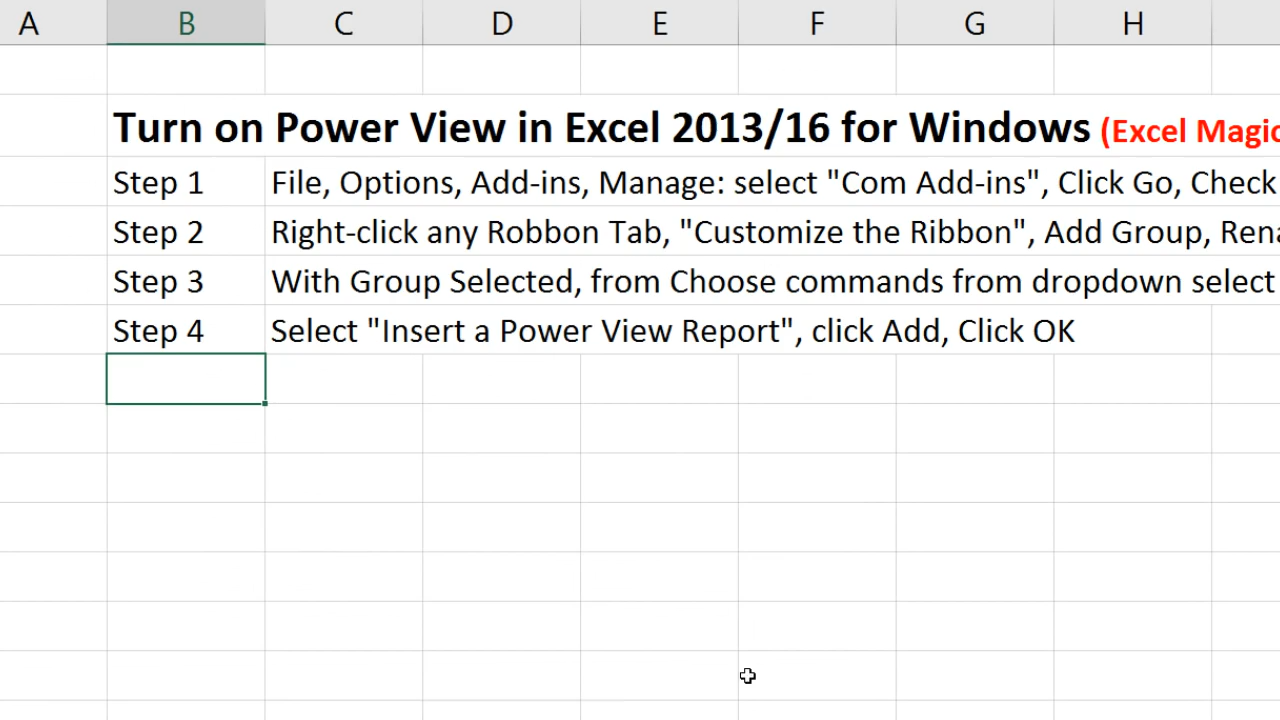 A B C D E F G H
Turn on Power View in Excel 2013/16 for Windows (Excel Magic
Step 1 File, Options, Add-ins, Manage: select "Com Add-ins", Click Go, Check
Step 2 Right-click any Robbon Tab, "Customize the Ribbon", Add Group, Rena
Step 3 With Group Selected, from Choose commands from dropdown select
Step 4 Select "Insert a Power View Report", click Add, Click OK